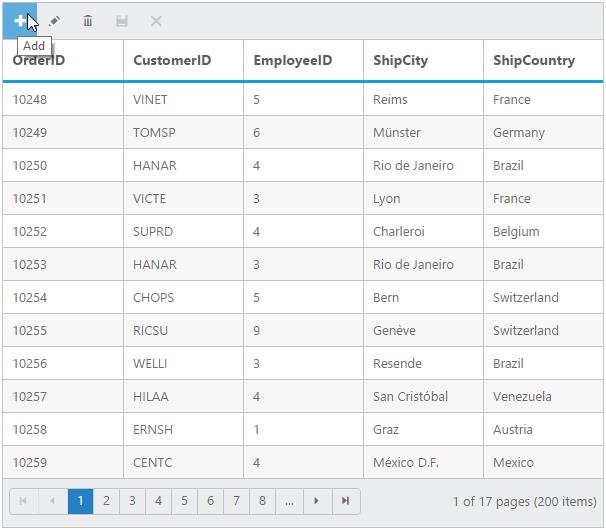 Add
OrderID CustomerID EmployeeID ShipCity ShipCountry
10248 VINET 5 Reims France
10249 TOMSP 6 Münster Germany
10250 HANAR 4 Rio de Janeiro Brazil
10251 VICTE 3 Lyon France
10252 SUPRD 4 Charleroi Belgium
10253 HANAR 3 Rio de Janeiro Brazil
10254 CHOPS 5 Bern Switzerland
10255 RICSU 9 Genève Switzerland
10256 WELLI 3 Resende Brazil
10257 HILAA 4 San Cristóbal Venezuela
10258 ERNSH 1 Graz Austria
10259 CENTC 4 México D.F. Mexico
1 2 3 4 5 6 7 8 ... 1 of 17 pages (200 items)